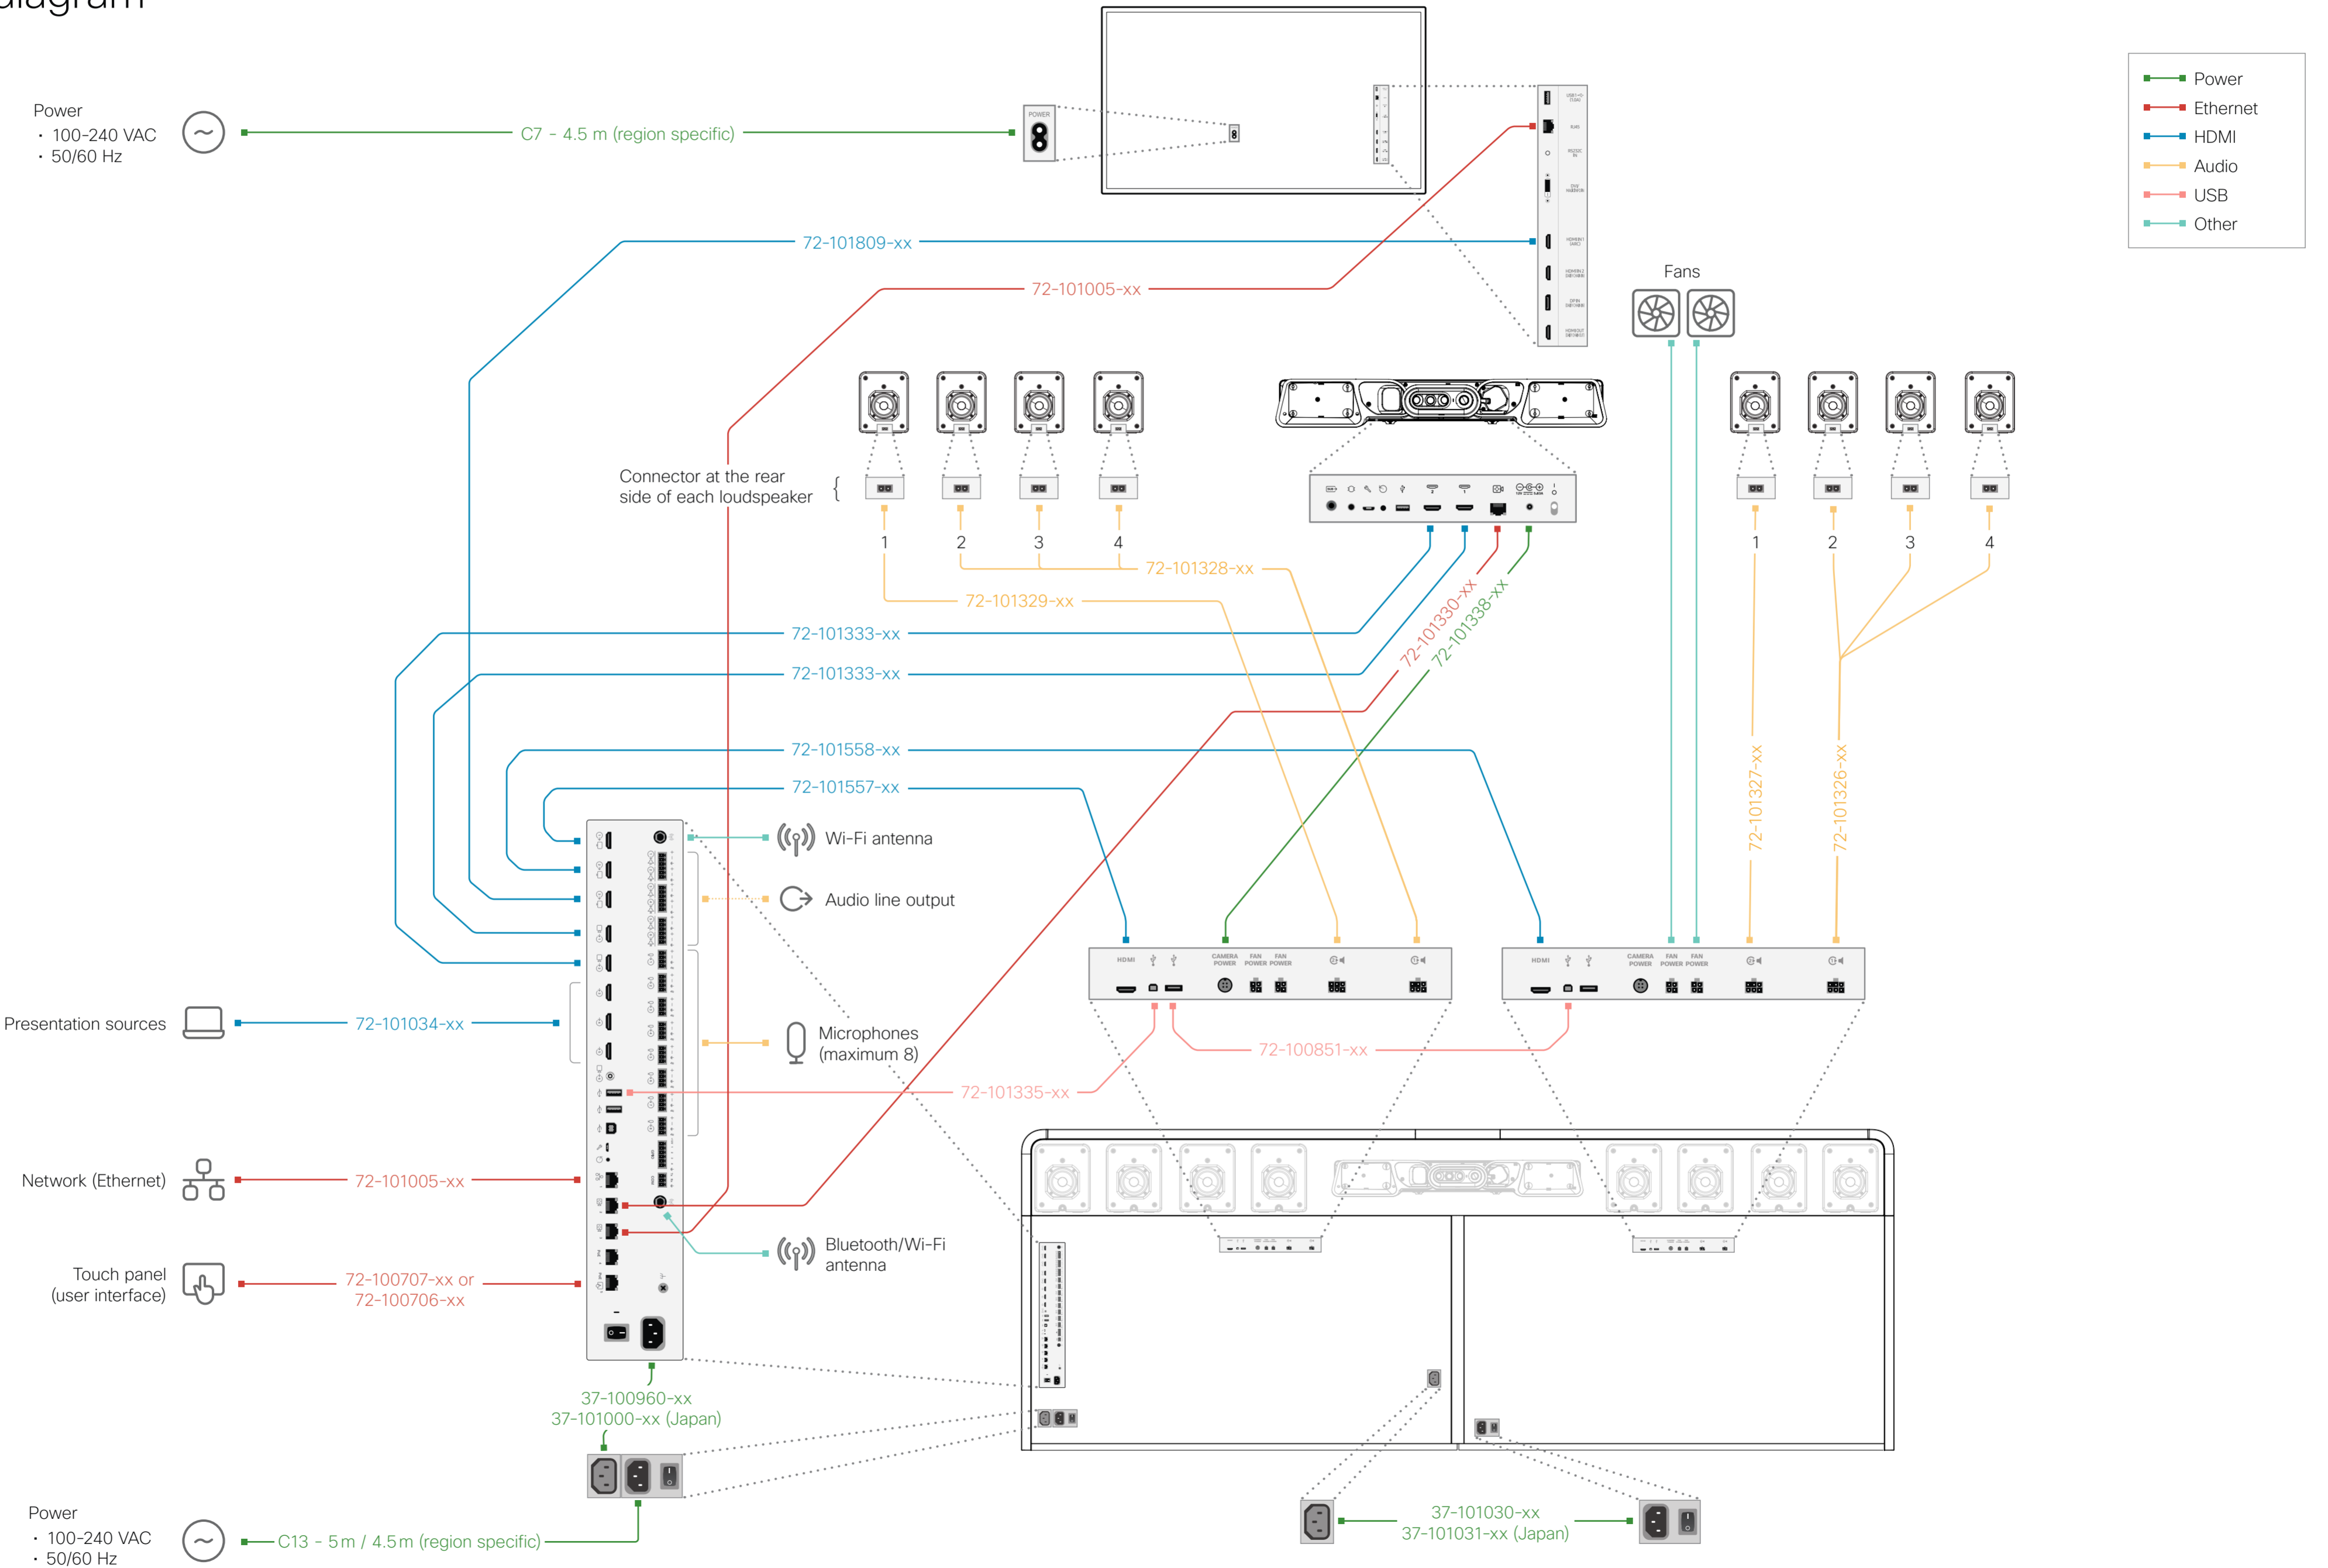 diagram
Power
• 100-240 VAC
• 50/60 Hz
C7 - 4.5 m (region specific)
POWER
Power
Ethernet
HDMI
Audio
USB
Other
72-101809-xx
72-101005-xx
Fans
Connector at the rear
side of each loudspeaker
1
2
3
4
2
1
1
2
3
4
72-101328-xx
72-101329-xx
72-101330-xx
72-101338-xx
72-101333-xx
72-101333-xx
72-101558-xx
72-101557-xx
72-101327-xx
72-101326-xx
Wi-Fi antenna
Audio line output
HDMI
CAMERA
POWER
FAN
POWER
FAN
POWER
HDMI
CAMERA
POWER
FAN
POWER
FAN
POWER
Presentation sources
72-101034-xx
Microphones
(maximum 8)
72-100851-xx
72-101335-xx
Network (Ethernet)
72-101005-xx
Bluetooth/Wi-Fi
antenna
Touch panel
(user interface)
72-100707-xx or
72-100706-xx
37-100960-xx
37-101000-xx (Japan)
Power
• 100-240 VAC
• 50/60 Hz
C13 - 5 m / 4.5 m (region specific)
37-101030-xx
37-101031-xx (Japan)